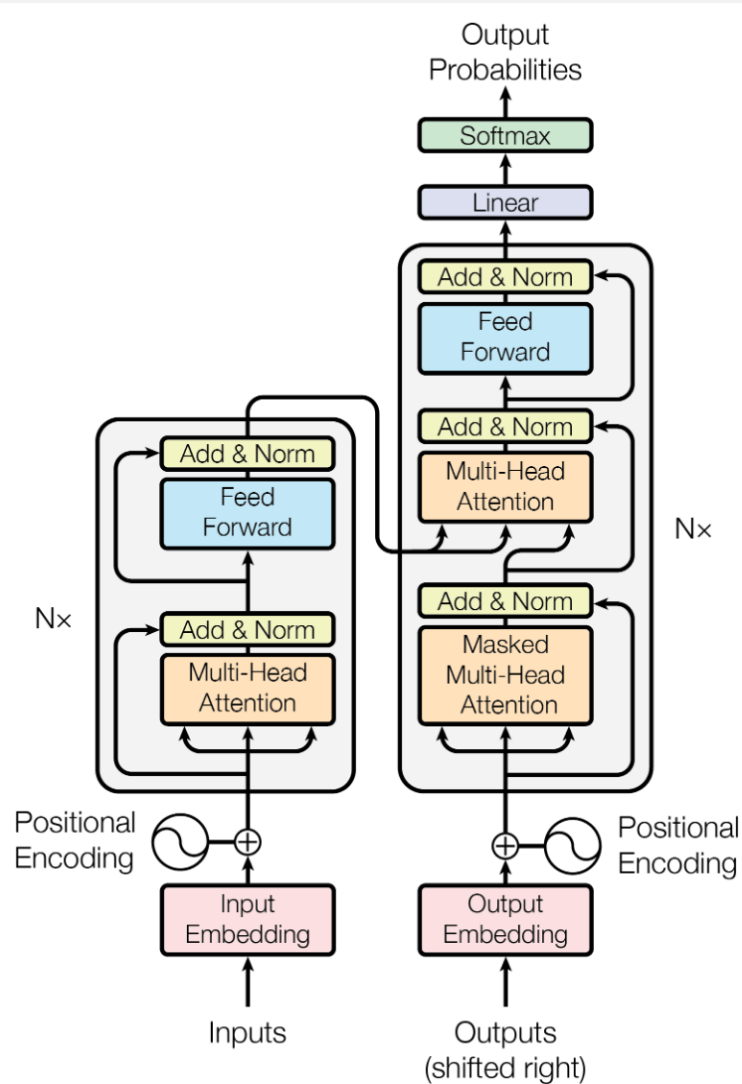 Output
Probabilities
Softmax
Linear
Add & Norm
Feed
Forward
Add & Norm
Multi-Head
Attention
Add & Norm
Masked
Multi-Head
Attention
Nx
Add & Norm
Feed
Forward
Add & Norm
Multi-Head
Attention
Nx
Positional
Encoding
Positional
Encoding
Input
Embedding
Output
Embedding
Inputs
Outputs
(shifted right)